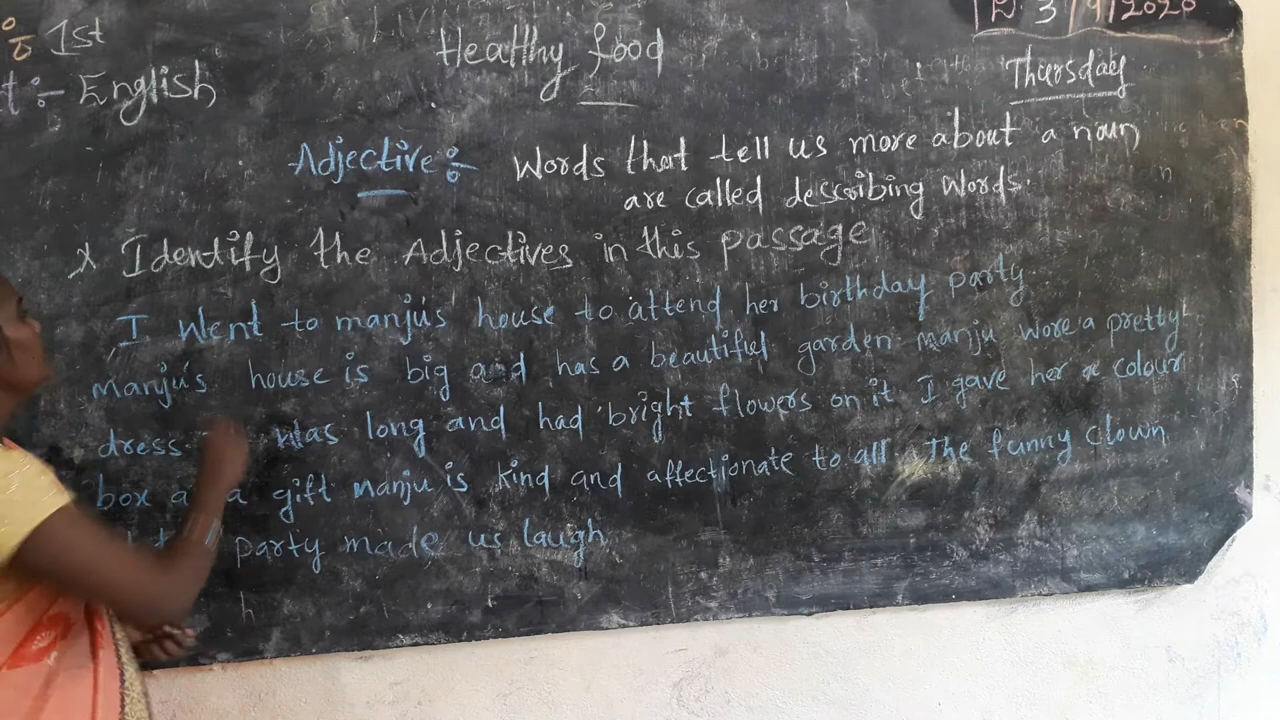 1st
D: 3/9/2020
Healthy food
t :- English
Thursday
Adjective :- Words that tell us more about a noun
are called describing words.
x Identify the Adjectives in this passage
I went to manju's house to attend her birthday party
manju's house is big and has a beautiful garden manju wore a pretty
dress was long and had bright flowers on it I gave her a colour
box a a gift manju is kind and affectionate to all. The funny clown
party made us laugh
h